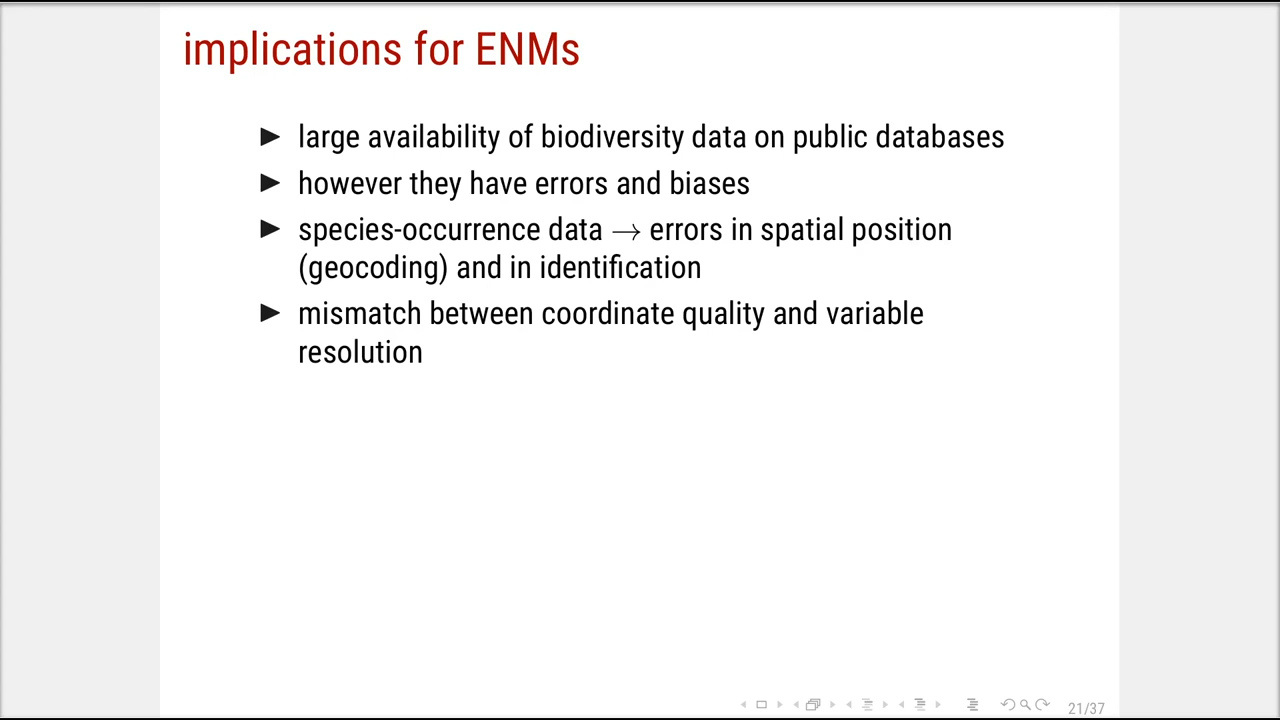 implications for ENMs
▶ large availability of biodiversity data on public databases
▶ however they have errors and biases
▶ species-occurrence data → errors in spatial position
(geocoding) and in identification
▶ mismatch between coordinate quality and variable
resolution
21/37